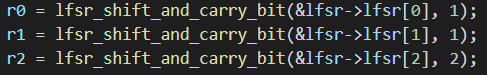 r0 = lfsr_shift_and_carry_bit(&lfsr->lfsr[0], 1);
r1 = lfsr_shift_and_carry_bit(&lfsr->lfsr[1], 1);
r2 = lfsr_shift_and_carry_bit(&lfsr->lfsr[2], 2);